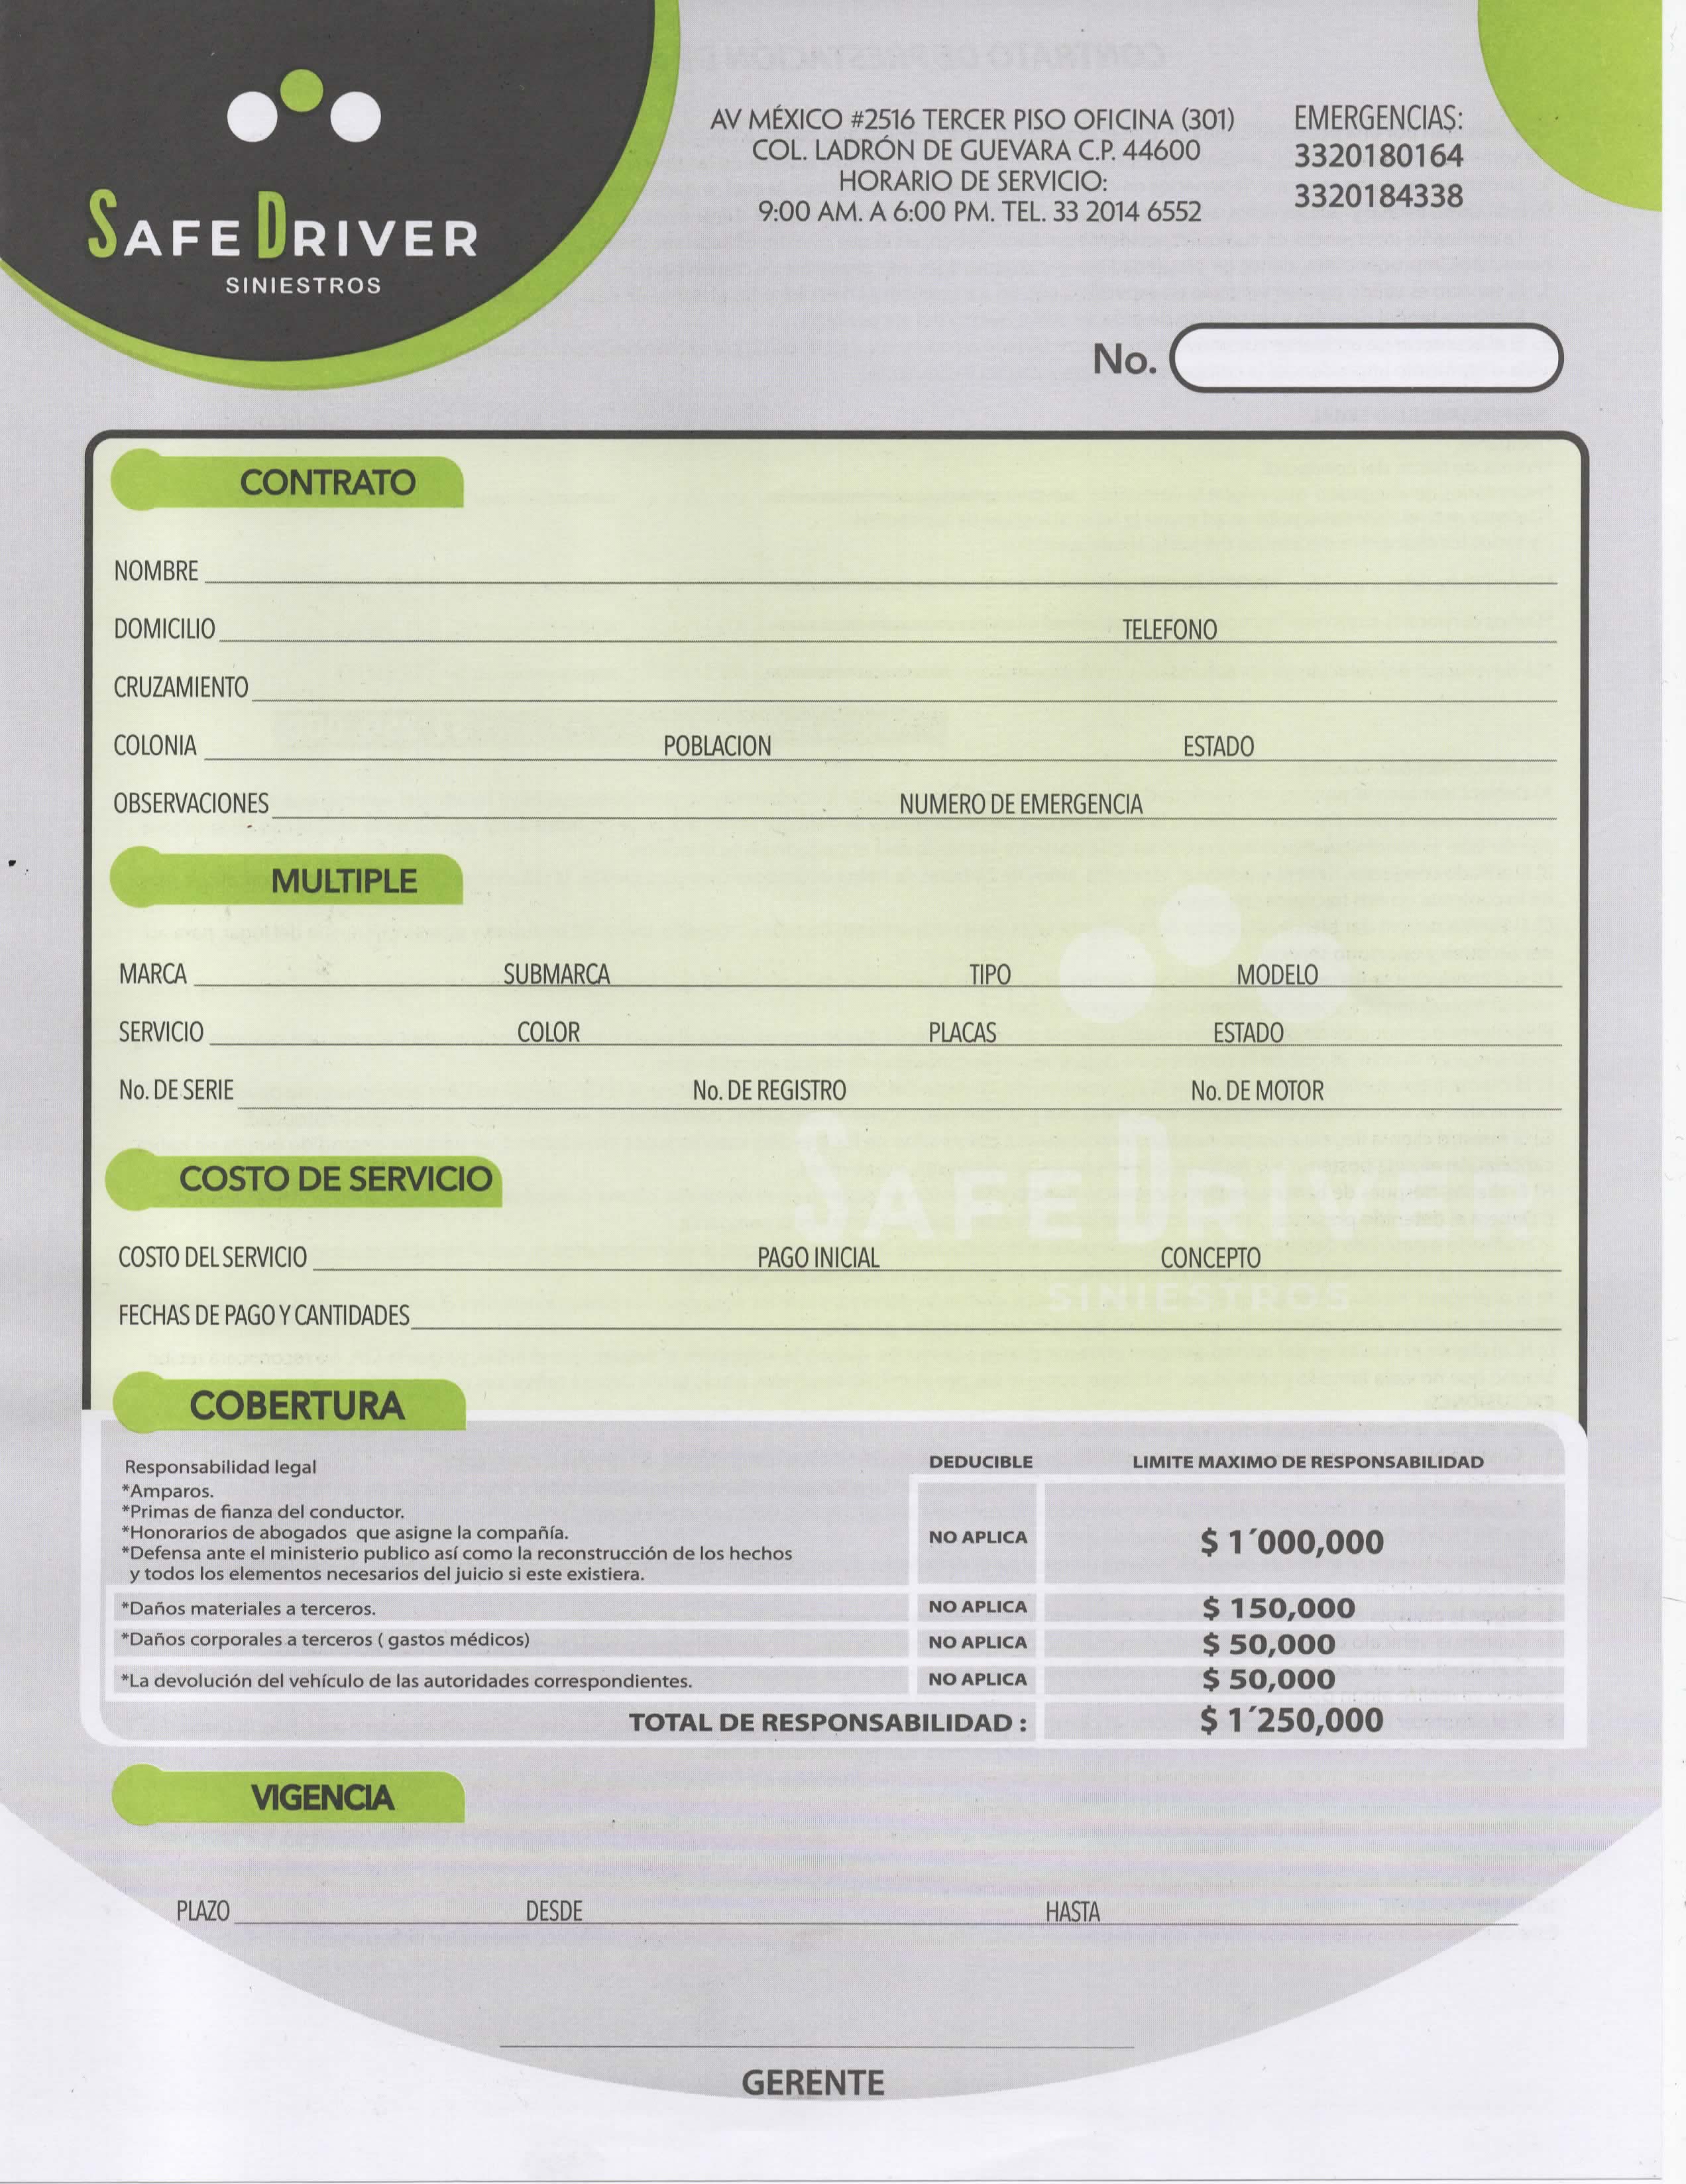 SAFE DRIVER
SINIESTROS
AV MÉXICO #2516 TERCER PISO OFICINA (301)
COL. LADRÓN DE GUEVARA C.P. 44600
HORARIO DE SERVICIO:
9:00 AM. A 6:00 PM. TEL. 33 2014 6552
EMERGENCIAS:
3320180164
3320184338
No.
CONTRATO
NOMBRE
DOMICILIO TELEFONO
CRUZAMIENTO
COLONIA POBLACION ESTADO
OBSERVACIONES NUMERO DE EMERGENCIA
MULTIPLE
MARCA SUBMARCA TIPO MODELO
SERVICIO COLOR PLACAS ESTADO
No. DE SERIE No. DE REGISTRO No. DE MOTOR
SAFE DRIVE
COSTO DE SERVICIO
COSTO DEL SERVICIO PAGO INICIAL CONCEPTO
SINIESTROS
FECHAS DE PAGO Y CANTIDADES
COBERTURA
Responsabilidad legal DEDUCIBLE LIMITE MAXIMO DE RESPONSABILIDAD
*Amparos.
*Primas de fianza del conductor.
*Honorarios de abogados que asigne la compañía.
*Defensa ante el ministerio publico así como la reconstrucción de los hechos
y todos los elementos necesarios del juicio si este existiera.
NO APLICA $ 1´000,000
*Daños materiales a terceros. NO APLICA $ 150,000
*Daños corporales a terceros ( gastos médicos) NO APLICA $ 50,000
*La devolución del vehículo de las autoridades correspondientes. NO APLICA $ 50,000
TOTAL DE RESPONSABILIDAD : $ 1´250,000
VIGENCIA
PLAZO DESDE HASTA
GERENTE